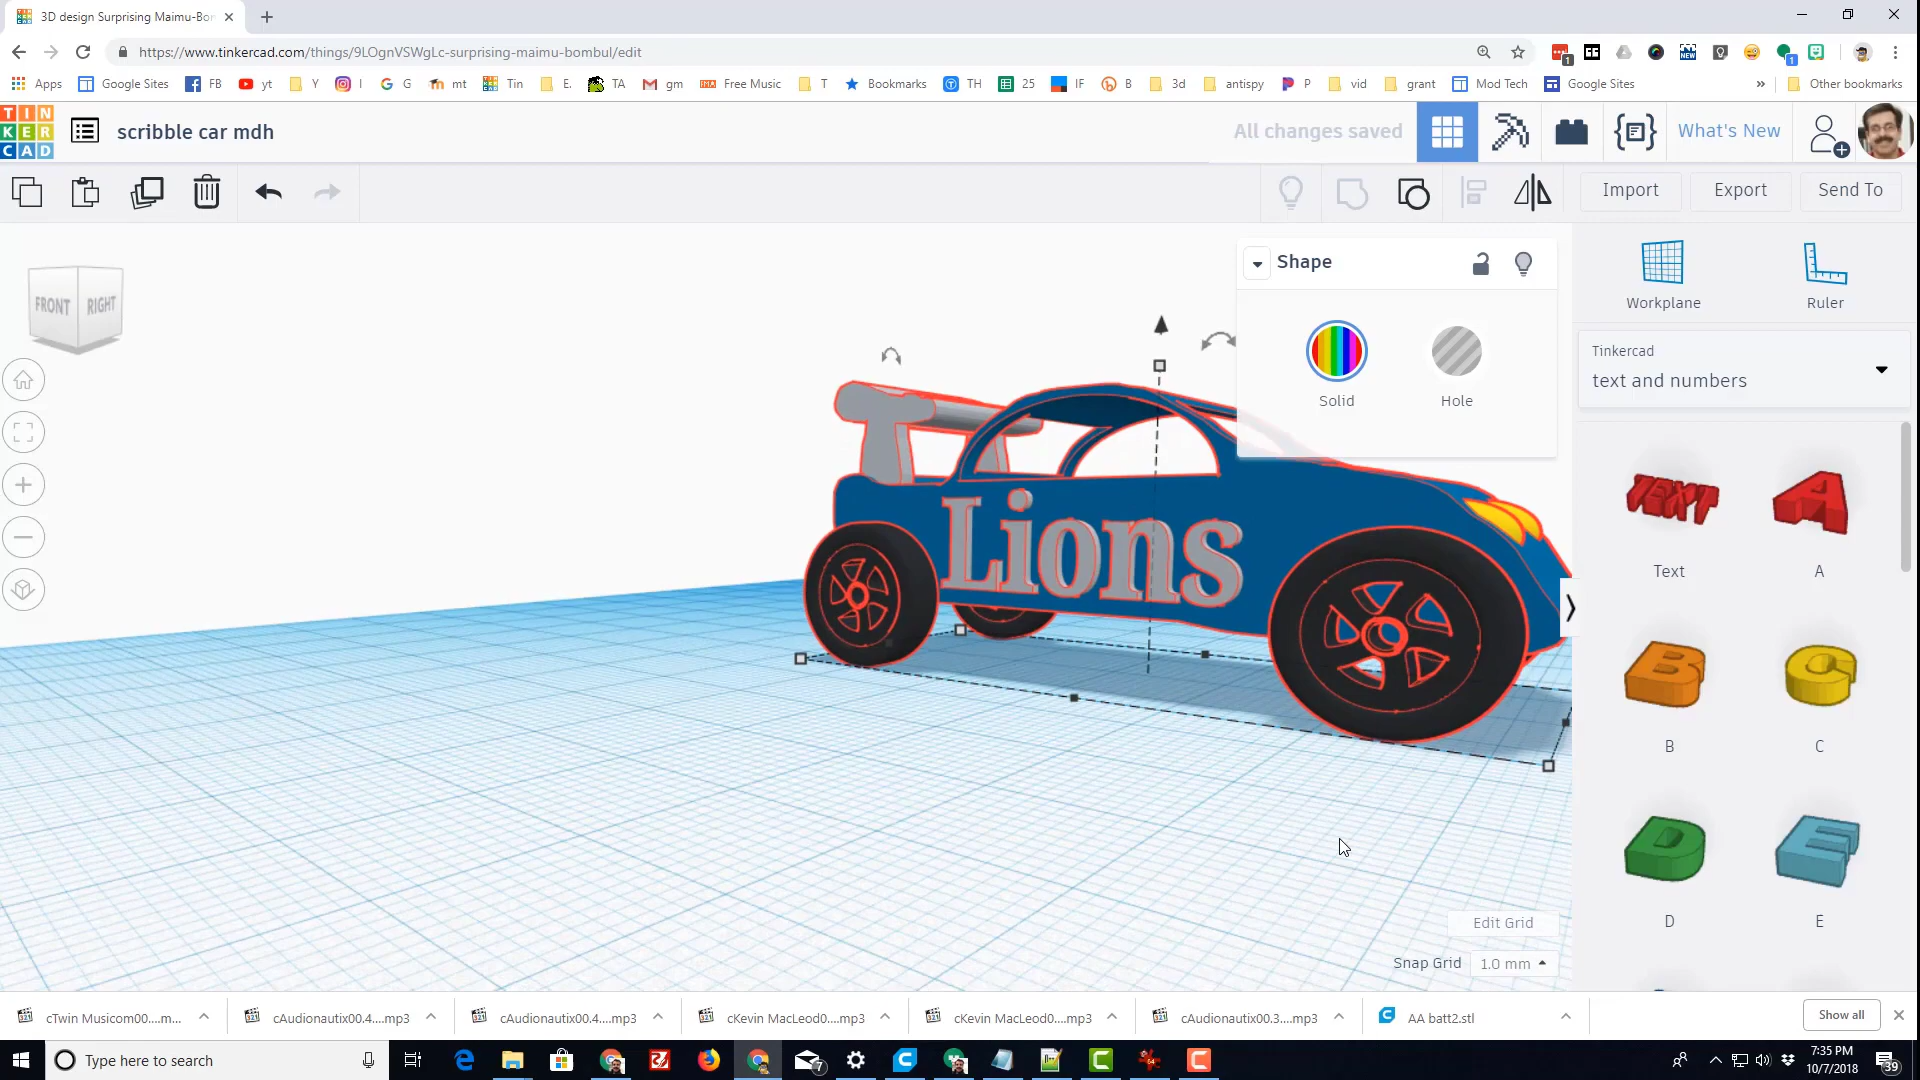 3D design Surprising Maimu-Bo
https://www.tinkercad.com/things/9LOgnVSWgLc-surprising-maimu-bombul/edit
Apps Google Sites FB yt Y I G mt Tin E. TA gm Free Music T Bookmarks TH 25 IF B 3d antispy P vid grant Mod Tech Google Sites » Other bookmarks
TIN
KER
CAD
scribble car mdh
All changes saved
What's New
Import
Export
Send To
FRONT
RIGHT
Shape
Solid
Hole
Workplane
Ruler
Tinkercad
text and numbers
Lions
TEXT
Text
A
A
B
B
C
C
D
D
E
E
Edit Grid
Snap Grid 1.0 mm
cTwin Musicom00....m...
cAudionautix00.4....mp3
cAudionautix00.4....mp3
cKevin MacLeod0....mp3
cKevin MacLeod0....mp3
cAudionautix00.3....mp3
AA batt2.stl
Show all
Type here to search
7
7:35 PM
10/7/2018
39